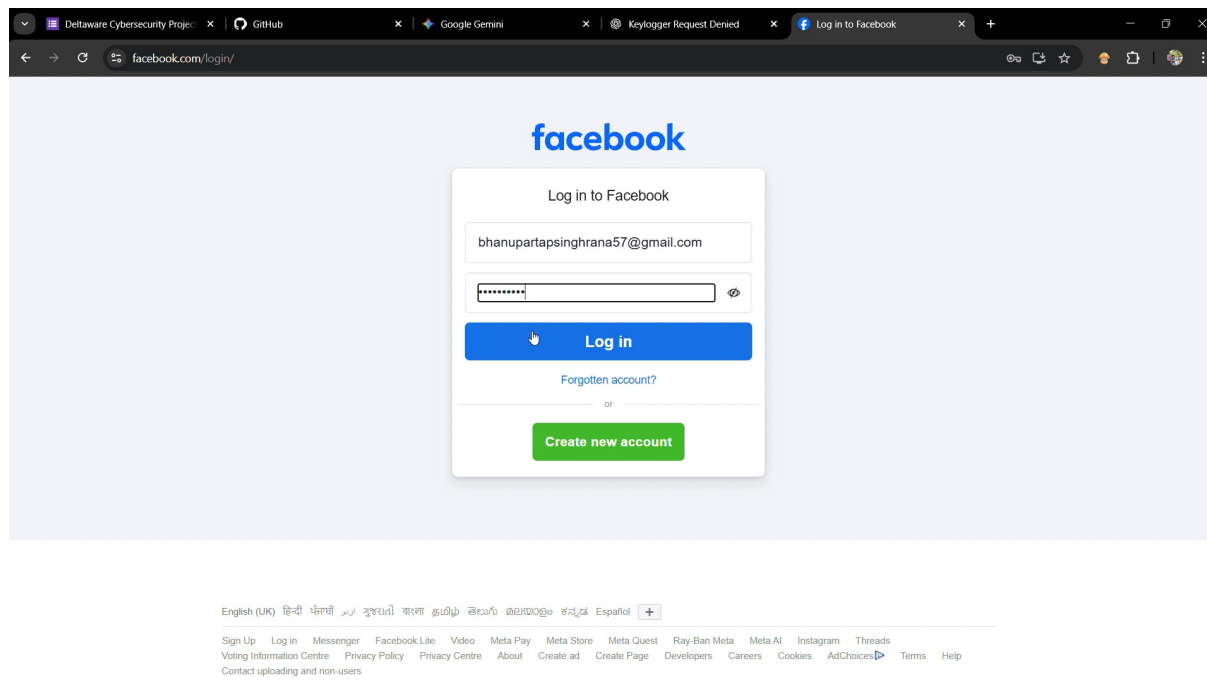 Deltaware Cybersecurity Projec
GitHub
Google Gemini
Keylogger Request Denied
Log in to Facebook
facebook.com/login/
facebook
Log in to Facebook
bhanupartapsinghrana57@gmail.com
••••••••••
Log in
Forgotten account?
or
Create new account
English (UK) हिन्दी ਪੰਜਾਬੀ اردو ગુજરાતી বাংলা தமிழ் తెలుగు മലയാളം ಕನ್ನಡ Español
Sign Up Log in Messenger Facebook Lite Video Meta Pay Meta Store Meta Quest Ray-Ban Meta Meta AI Instagram Threads
Voting Information Centre Privacy Policy Privacy Centre About Create ad Create Page Developers Careers Cookies AdChoices Terms Help
Contact uploading and non-users